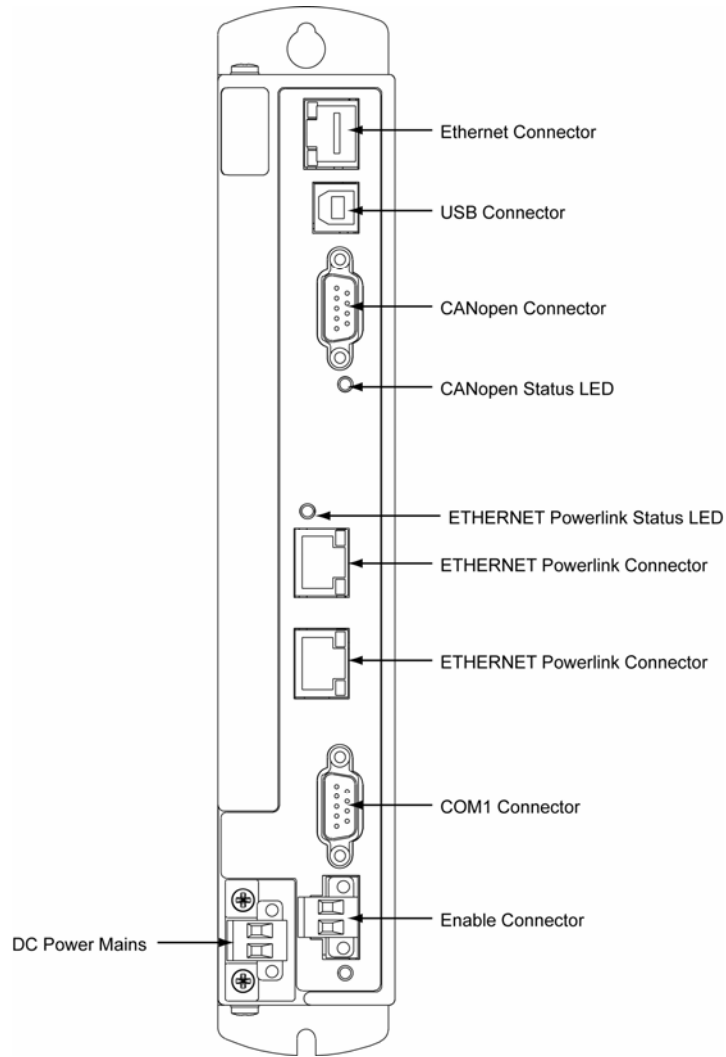 Ethernet Connector
USB Connector
CANopen Connector
CANopen Status LED
ETHERNET Powerlink Status LED
ETHERNET Powerlink Connector
ETHERNET Powerlink Connector
COM1 Connector
Enable Connector
DC Power Mains